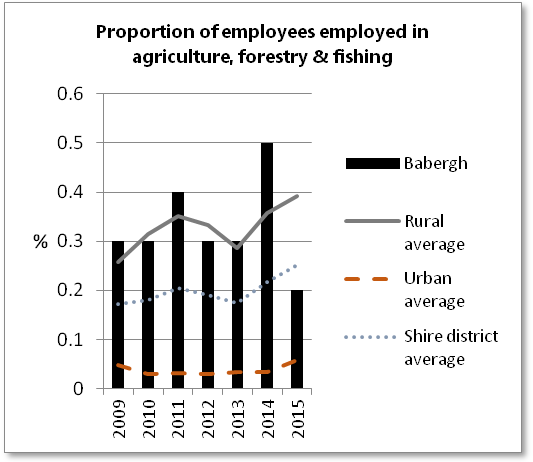 Proportion of employees employed in
agriculture, forestry & fishing
0.6
0.5
0.4
0.3
0.2
0.1
0
%
2009
2010
2011
2012
2013
2014
2015
Babergh
Rural
average
Urban
average
Shire district
average